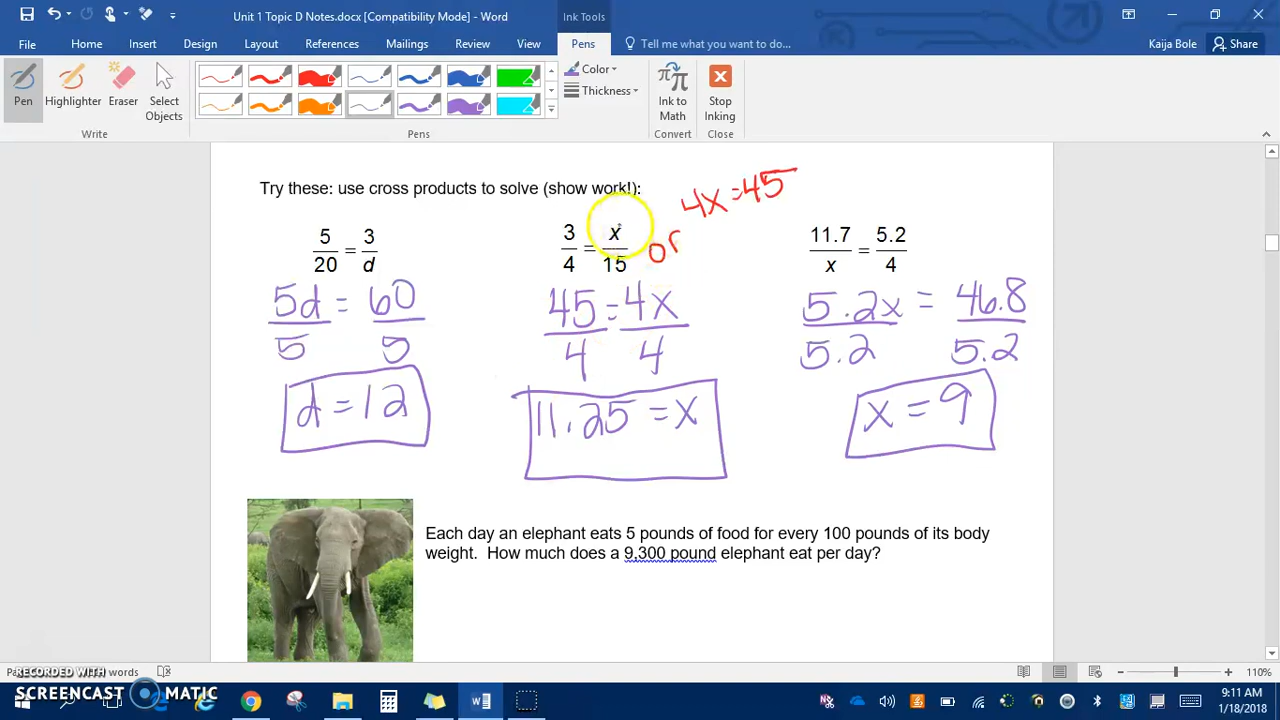 Unit 1 Topic D Notes.docx [Compatibility Mode] - Word
Ink Tools
File Home Insert Design Layout References Mailings Review View Pens Tell me what you want to do... Kaija Bole Share
Pen Highlighter Eraser Select Objects
Color
Thickness
Ink to Math
Stop Inking
Write Pens Convert Close
Try these: use cross products to solve (show work!):
5/20 = 3/d
3/4 = x/15
or 4x=45
11.7/x = 5.2/4
5d = 60
5 5
45 = 4x
4 4
5.2x = 46.8
5.2 5.2
d = 12
11.25 = x
x = 9
Each day an elephant eats 5 pounds of food for every 100 pounds of its body
weight. How much does a 9,300 pound elephant eat per day?
words
110%
RECORDED WITH
SCREENCAST MATIC
9:11 AM
1/18/2018